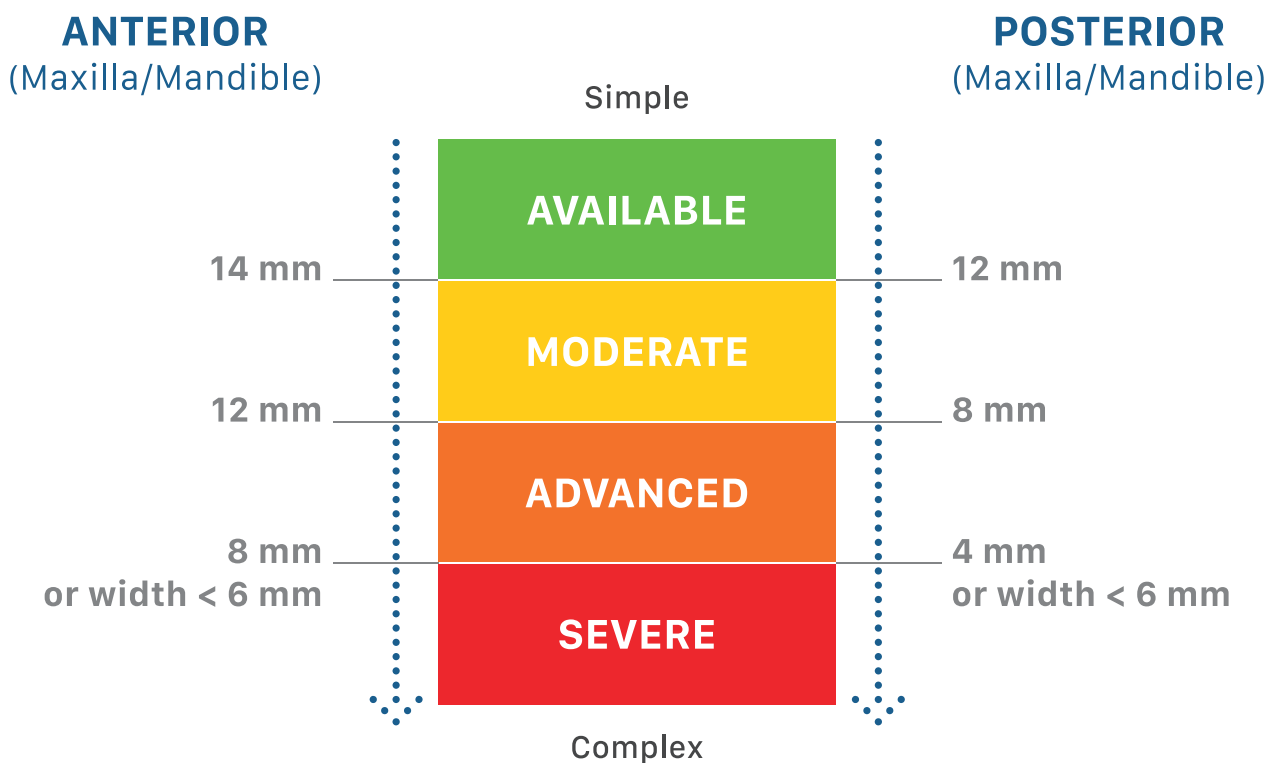 ANTERIOR
(Maxilla/Mandible)
POSTERIOR
(Maxilla/Mandible)
Simple
AVAILABLE
14 mm
12 mm
MODERATE
12 mm
8 mm
ADVANCED
8 mm
or width < 6 mm
4 mm
or width < 6 mm
SEVERE
Complex